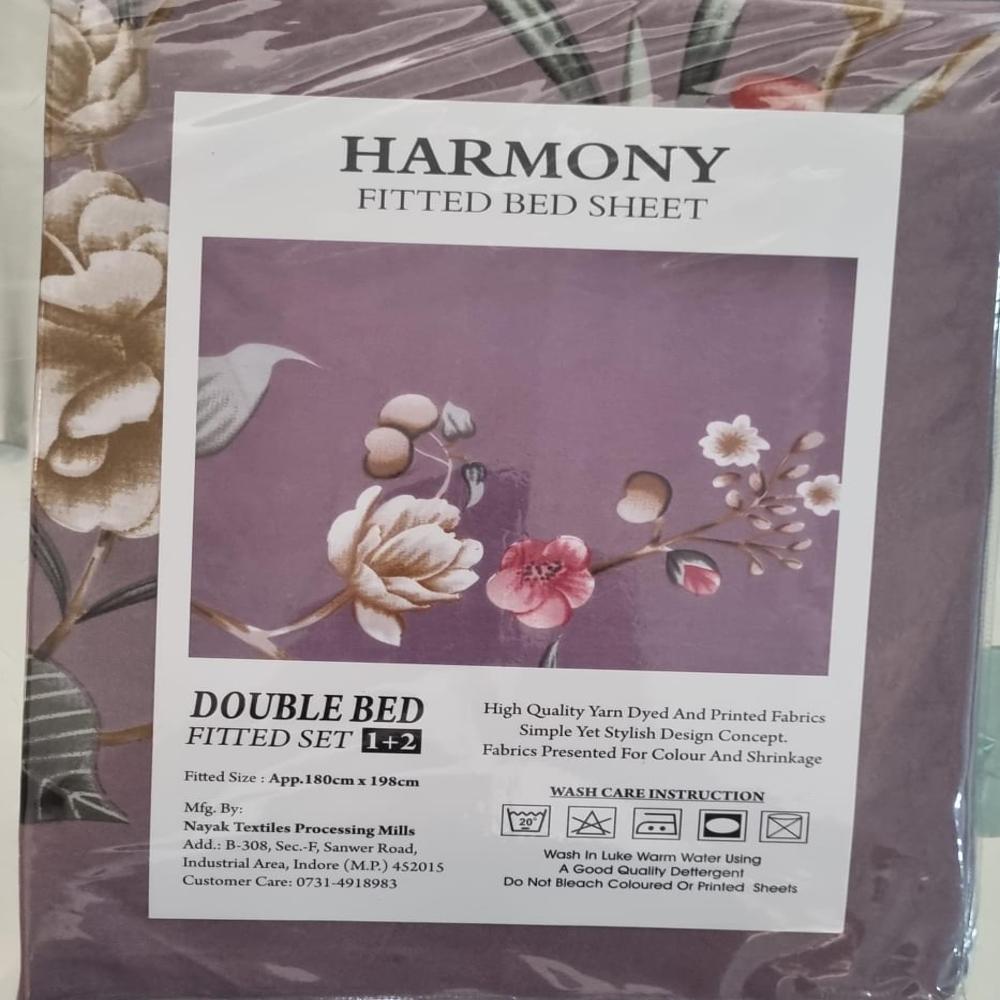 HARMONY
FITTED BED SHEET
DOUBLE BED
FITTED SET 1+2
Fitted Size : App.180cm x 198cm
Mfg. By:
Nayak Textiles Processing Mills
Add.: B-308, Sec.-F, Sanwer Road,
Industrial Area, Indore (M.P.) 452015
Customer Care: 0731-4918983
High Quality Yarn Dyed And Printed Fabrics
Simple Yet Stylish Design Concept.
Fabrics Presented For Colour And Shrinkage
WASH CARE INSTRUCTION
20°
Wash In Luke Warm Water Using
A Good Quality Dettergent
Do Not Bleach Coloured Or Printed Sheets